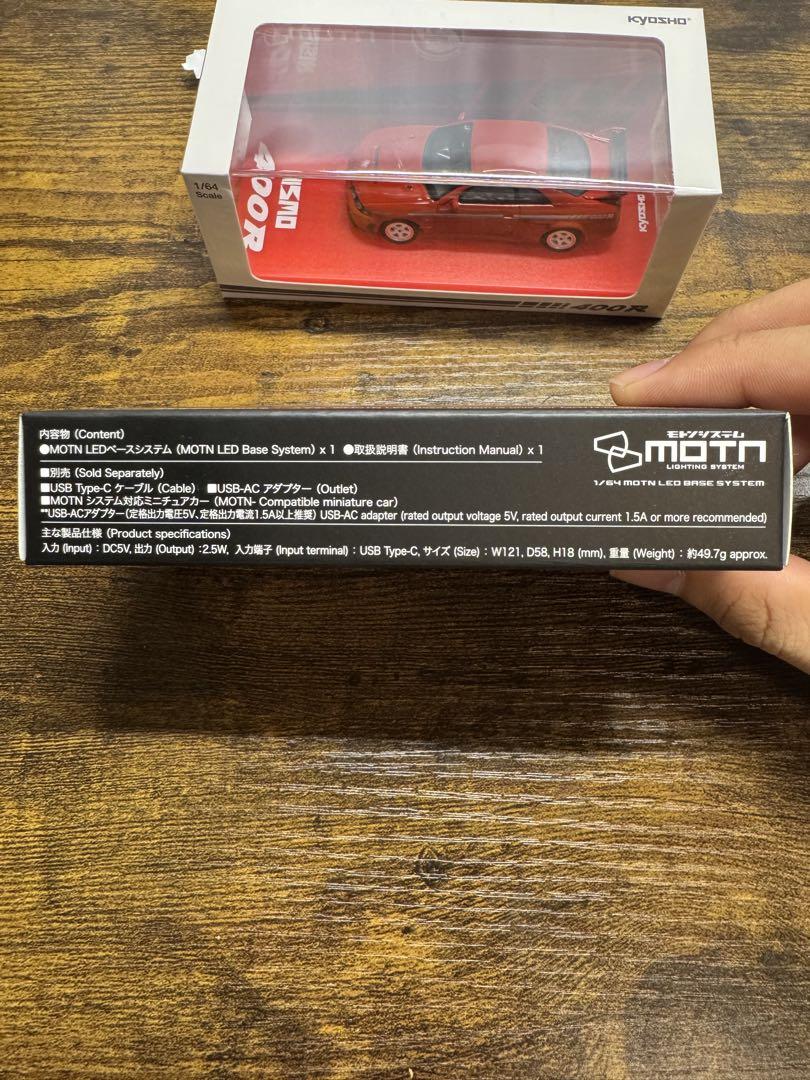 KYOSHO
1/64
Scale
NISMO
400R
KYOSHO
400R
内容物 (Content)
●MOTN LEDベースシステム (MOTN LED Base System) x 1 ●取扱説明書 (Instruction Manual) x 1
■別売 (Sold Separately)
■USB Type-C ケーブル (Cable) ■USB-AC アダプター (Outlet)
■MOTN システム対応ミニチュアカー (MOTN- Compatible miniature car)
**USB-ACアダプター(定格出力電圧5V、定格出力電流1.5A以上推奨) USB-AC adapter (rated output voltage 5V, rated output current 1.5A or more recommended)
主な製品仕様 (Product specifications)
入力 (Input) : DC5V, 出力 (Output) :2.5W, 入力端子 (Input terminal) : USB Type-C, サイズ (Size) : W121, D58, H18 (mm), 重量 (Weight) : 約49.7g approx.
モトンシステム
MOTN
LIGHTING SYSTEM
1/64 MOTN LED BASE SYSTEM